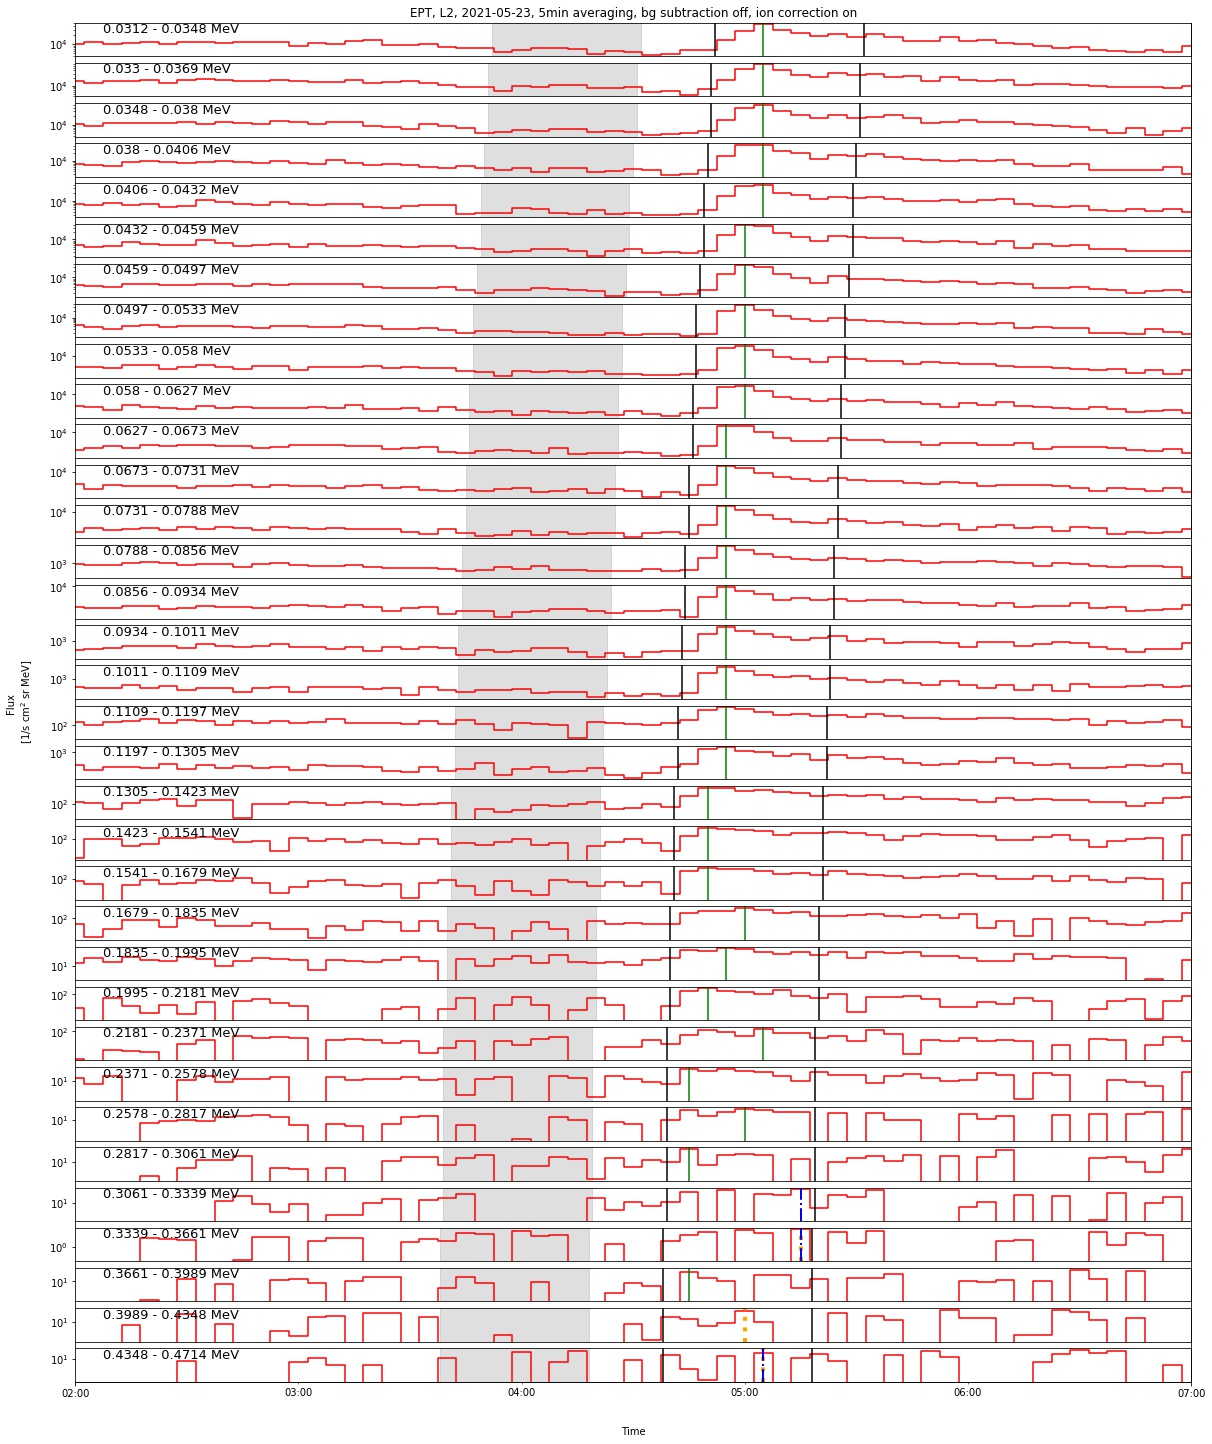 EPT, L2, 2021-05-23, 5min averaging, bg subtraction off, ion correction on
0.0312 - 0.0348 MeV
10⁴
0.033 - 0.0369 MeV
10⁴
0.0348 - 0.038 MeV
10⁴
0.038 - 0.0406 MeV
10⁴
0.0406 - 0.0432 MeV
10⁴
0.0432 - 0.0459 MeV
10⁴
0.0459 - 0.0497 MeV
10⁴
0.0497 - 0.0533 MeV
10⁴
0.0533 - 0.058 MeV
10⁴
0.058 - 0.0627 MeV
10⁴
0.0627 - 0.0673 MeV
10⁴
0.0673 - 0.0731 MeV
10⁴
0.0731 - 0.0788 MeV
10⁴
0.0788 - 0.0856 MeV
10³
0.0856 - 0.0934 MeV
10⁴
0.0934 - 0.1011 MeV
10³
0.1011 - 0.1109 MeV
10³
0.1109 - 0.1197 MeV
10²
0.1197 - 0.1305 MeV
10³
0.1305 - 0.1423 MeV
10²
0.1423 - 0.1541 MeV
10²
0.1541 - 0.1679 MeV
10²
0.1679 - 0.1835 MeV
10²
0.1835 - 0.1995 MeV
10¹
0.1995 - 0.2181 MeV
10²
0.2181 - 0.2371 MeV
10²
0.2371 - 0.2578 MeV
10¹
0.2578 - 0.2817 MeV
10¹
0.2817 - 0.3061 MeV
10¹
0.3061 - 0.3339 MeV
10¹
0.3339 - 0.3661 MeV
10⁰
0.3661 - 0.3989 MeV
10¹
0.3989 - 0.4348 MeV
10¹
0.4348 - 0.4714 MeV
10¹
Flux
[1/s cm² sr MeV]
02:00 03:00 04:00 05:00 06:00 07:00
Time